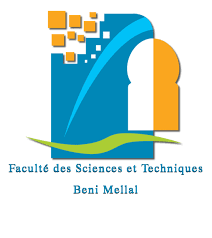 Faculté des Sciences et Techniques
Beni Mellal